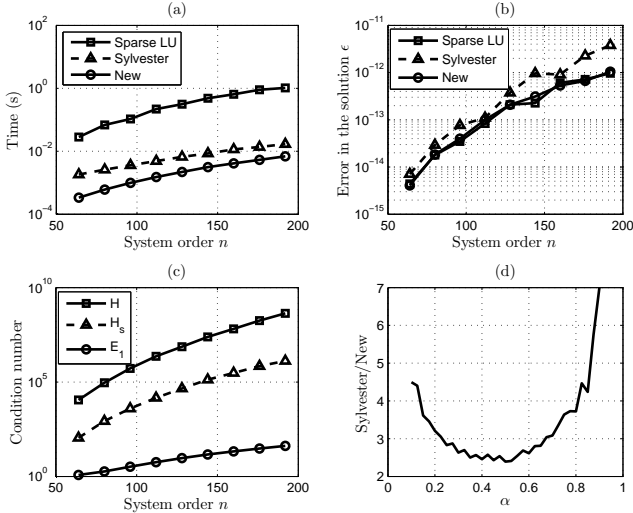 (a)
10^2
10^0
10^−2
10^−4
Time (s)
Sparse LU
Sylvester
New
50 100 150 200
System order n
(b)
10^−11
10^−12
10^−13
10^−14
10^−15
Error in the solution ϵ
Sparse LU
Sylvester
New
50 100 150 200
System order n
(c)
10^10
10^5
10^0
Condition number
H
H_s
E_1
50 100 150 200
System order n
(d)
7
6
5
4
3
2
Sylvester/New
0 0.2 0.4 0.6 0.8 1
α